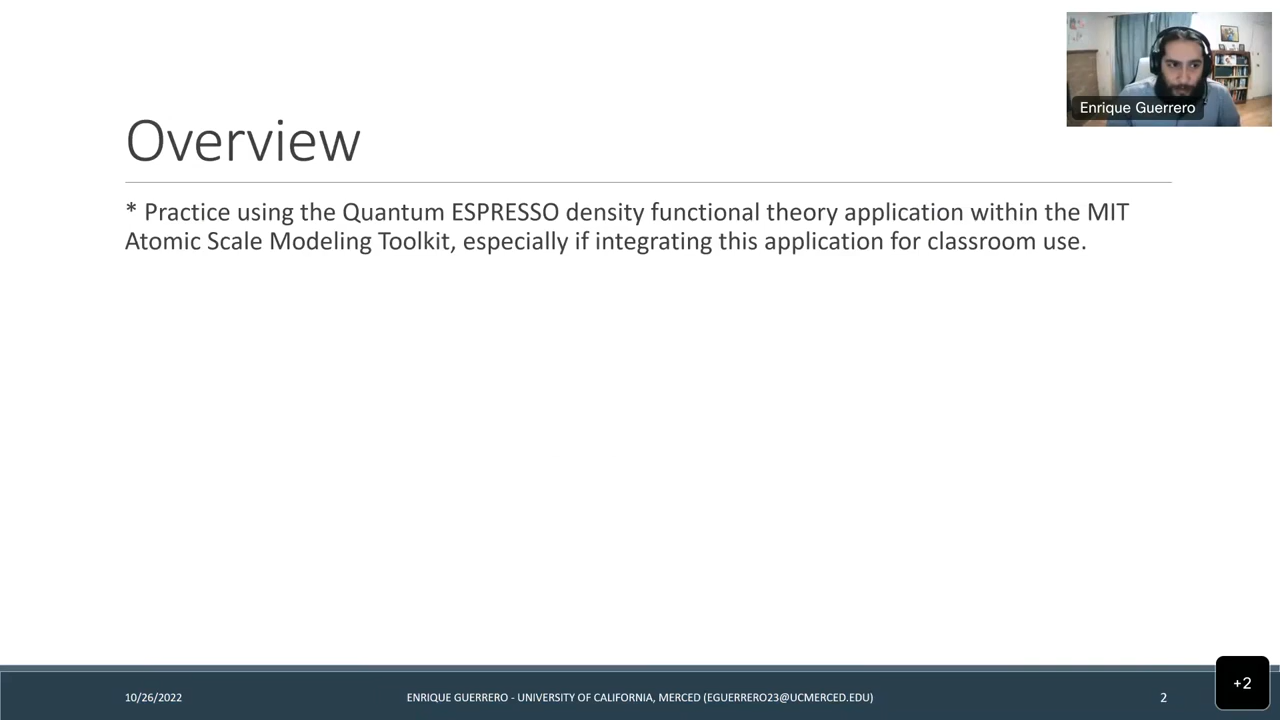 Enrique Guerrero
Overview
* Practice using the Quantum ESPRESSO density functional theory application within the MIT
Atomic Scale Modeling Toolkit, especially if integrating this application for classroom use.
10/26/2022
ENRIQUE GUERRERO - UNIVERSITY OF CALIFORNIA, MERCED (EGUERRERO23@UCMERCED.EDU)
2
+2